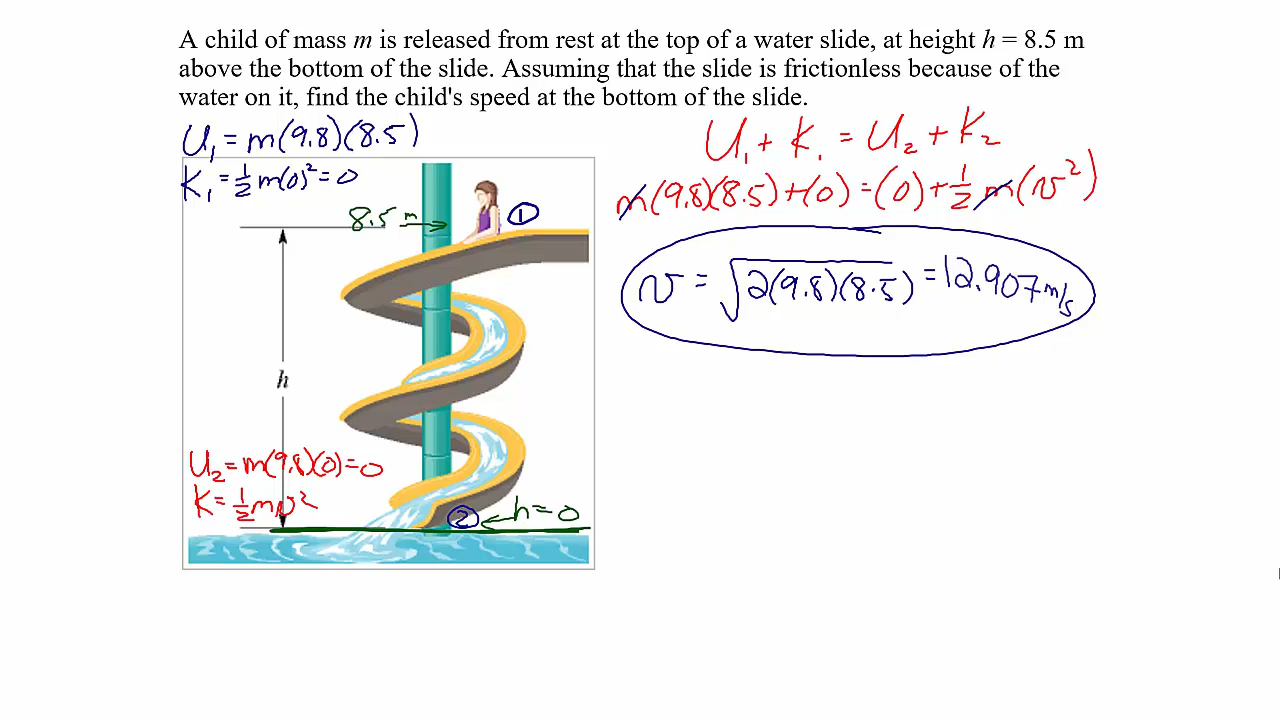 A child of mass m is released from rest at the top of a water slide, at height h = 8.5 m
above the bottom of the slide. Assuming that the slide is frictionless because of the
water on it, find the child's speed at the bottom of the slide.
U₁ = m(9.8)(8.5)
K₁ = ½m(0)² = 0
U₁ + K₁ = U₂ + K₂
m(9.8)(8.5) + (0) = (0) + ½ m(v²)
8.5 m
①
v = √2(9.8)(8.5) = 12.907 m/s
h
U₂ = m(9.8)(0) = 0
K = ½mv²
② h = 0